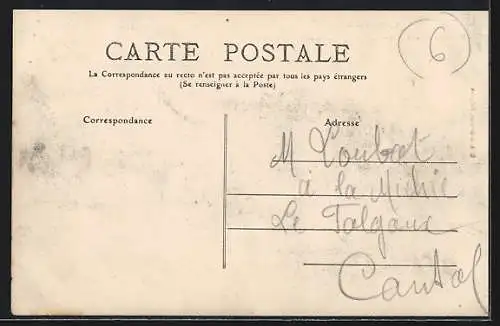 CARTE POSTALE
6
La Correspondance au recto n'est pas acceptée par tous les pays étrangers
(Se renseigner à la Poste)
Correspondance
Adresse
M Loubet
à la
Le
Cantal